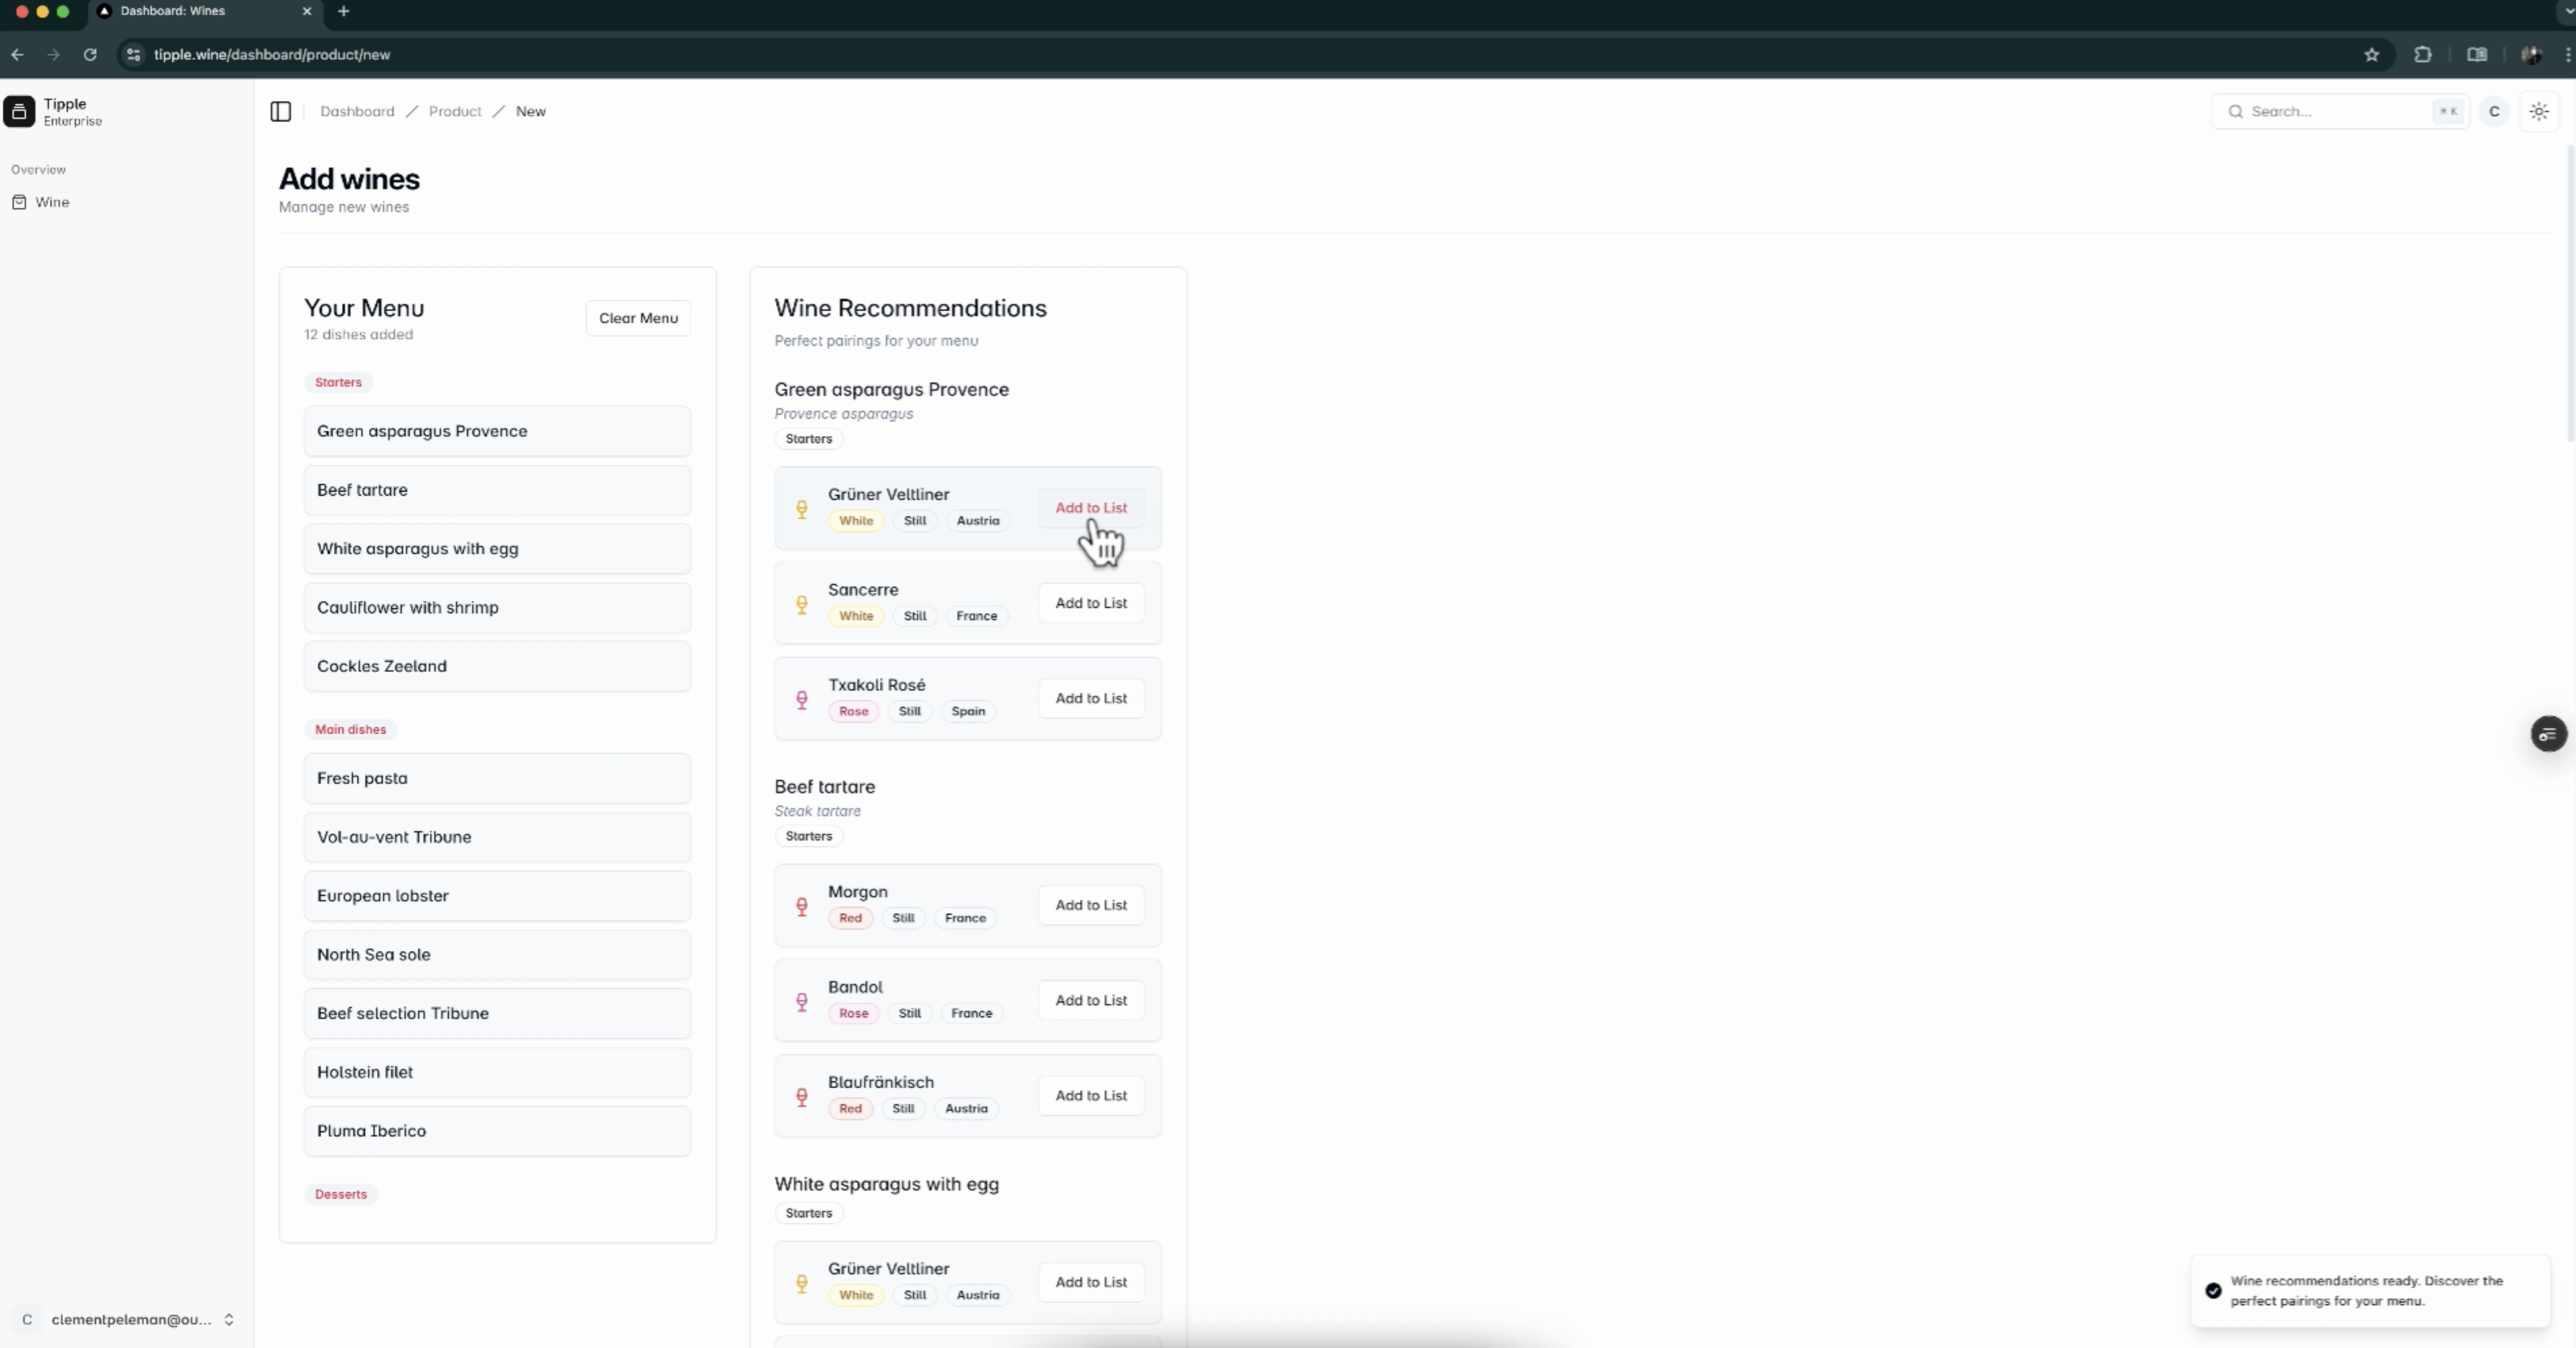 Dashboard: Wines
tipple.wine/dashboard/product/new
Tipple
Enterprise
Overview
Wine
Dashboard / Product / New
Search...
⌘ K
C
Add wines
Manage new wines
Your Menu
12 dishes added
Clear Menu
Starters
Green asparagus Provence
Beef tartare
White asparagus with egg
Cauliflower with shrimp
Cockles Zeeland
Main dishes
Fresh pasta
Vol-au-vent Tribune
European lobster
North Sea sole
Beef selection Tribune
Holstein filet
Pluma Iberico
Desserts
Wine Recommendations
Perfect pairings for your menu
Green asparagus Provence
Provence asparagus
Starters
Grüner Veltliner
White Still Austria
Add to List
Sancerre
White Still France
Add to List
Txakoli Rosé
Rose Still Spain
Add to List
Beef tartare
Steak tartare
Starters
Morgon
Red Still France
Add to List
Bandol
Rose Still France
Add to List
Blaufränkisch
Red Still Austria
Add to List
White asparagus with egg
Starters
Grüner Veltliner
White Still Austria
Add to List
C
clementpeleman@ou...
Wine recommendations ready. Discover the
perfect pairings for your menu.